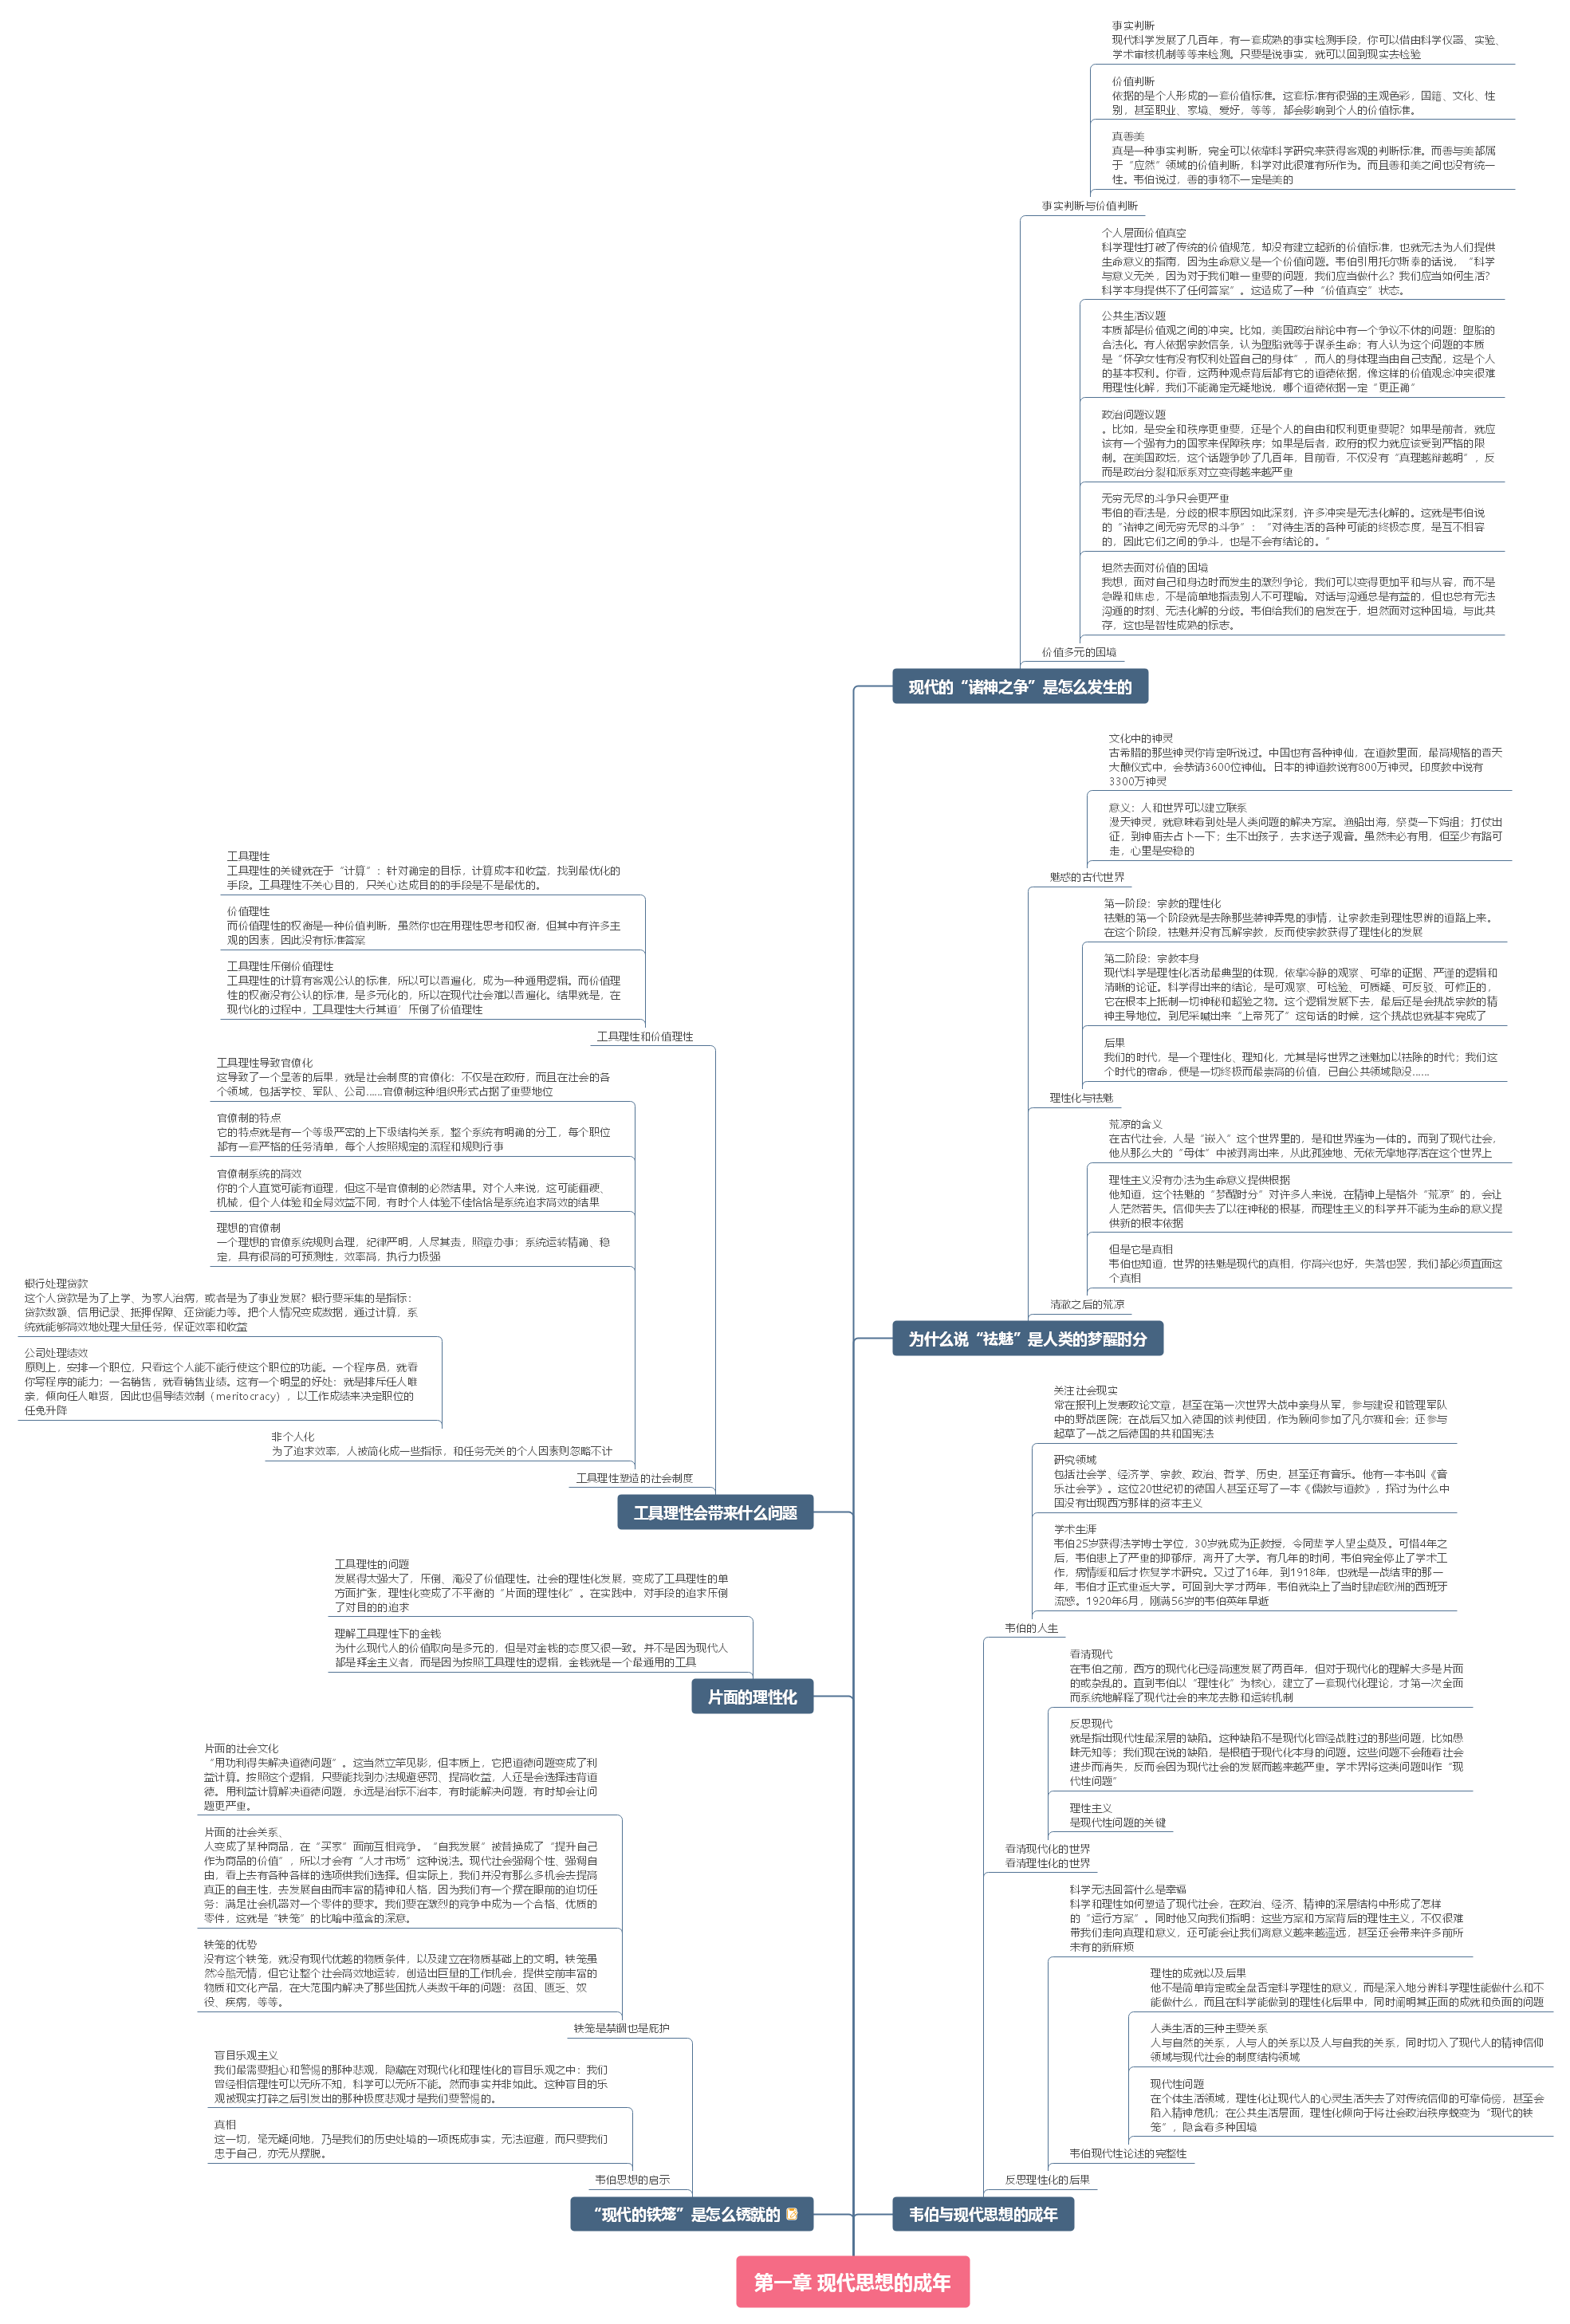 事实判断
现代科学发展了几百年，有一套成熟的事实检测手段，你可以借由科学仪器、实验、
学术审核机制等等来检测。只要是说事实，就可以回到现实去检验
价值判断
依据的是个人形成的一套价值标准。这套标准有很强的主观色彩，国籍、文化、性
别，甚至职业、家境、爱好，等等，都会影响到个人的价值标准。
真善美
真是一种事实判断，完全可以依靠科学研究来获得客观的判断标准。而善与美都属
于“应然”领域的价值判断，科学对此很难有所作为。而且善和美之间也没有统一
性。韦伯说过，善的事物不一定是美的
事实判断与价值判断
个人层面价值真空
科学理性打破了传统的价值规范，却没有建立起新的价值标准，也就无法为人们提供
生命意义的指南，因为生命意义是一个价值问题。韦伯引用托尔斯泰的话说，“科学
与意义无关，因为对于我们唯一重要的问题，我们应当做什么？我们应当如何生活？
科学本身提供不了任何答案”。这造成了一种“价值真空”状态。
公共生活议题
本质都是价值观之间的冲突。比如，美国政治辩论中有一个争议不休的问题：堕胎的
合法化。有人依据宗教信条，认为堕胎就等于谋杀生命；有人认为这个问题的本质
是“怀孕女性有没有权利处置自己的身体”，而人的身体理当由自己支配，这是个人
的基本权利。你看，这两种观点背后都有它的道德依据，像这样的价值观念冲突很难
用理性化解，我们不能确定无疑地说，哪个道德依据一定“更正确”
政治问题议题
。比如，是安全和秩序更重要，还是个人的自由和权利更重要呢？如果是前者，就应
该有一个强有力的国家来保障秩序；如果是后者，政府的权力就应该受到严格的限
制。在美国政坛，这个话题争吵了几百年，目前看，不仅没有“真理越辩越明”，反
而是政治分裂和派系对立变得越来越严重
无穷无尽的斗争只会更严重
韦伯的看法是，分歧的根本原因如此深刻，许多冲突是无法化解的。这就是韦伯说
的“诸神之间无穷无尽的斗争”：“对待生活的各种可能的终极态度，是互不相容
的，因此它们之间的争斗，也是不会有结论的。”
坦然去面对价值的困境
我想，面对自己和身边时而发生的激烈争论，我们可以变得更加平和与从容，而不是
急躁和焦虑，不是简单地指责别人不可理喻。对话与沟通总是有益的，但也总有无法
沟通的时刻、无法化解的分歧。韦伯给我们的启发在于，坦然面对这种困境，与此共
存，这也是智性成熟的标志。
价值多元的困境
现代的“诸神之争”是怎么发生的
文化中的神灵
古希腊的那些神灵你肯定听说过。中国也有各种神仙，在道教里面，最高规格的普天
大醮仪式中，会恭请3600位神仙。日本的神道教说有800万神灵。印度教中说有
3300万神灵
意义：人和世界可以建立联系
漫天神灵，就意味着到处是人类问题的解决方案。渔船出海，祭奠一下妈祖；打仗出
征，到神庙去占卜一下；生不出孩子，去求送子观音。虽然未必有用，但至少有路可
走，心里是安稳的
魅惑的古代世界
第一阶段：宗教的理性化
祛魅的第一个阶段就是去除那些装神弄鬼的事情，让宗教走到理性思辨的道路上来。
在这个阶段，祛魅并没有瓦解宗教，反而使宗教获得了理性化的发展
第二阶段：宗教本身
现代科学是理性化活动最典型的体现，依靠冷静的观察、可靠的证据、严谨的逻辑和
清晰的论证。科学得出来的结论，是可观察、可检验、可质疑、可反驳、可修正的，
它在根本上抵制一切神秘和超验之物。这个逻辑发展下去，最后还是会挑战宗教的精
神主导地位。到尼采喊出来“上帝死了”这句话的时候，这个挑战也就基本完成了
后果
我们的时代，是一个理性化、理知化，尤其是将世界之迷魅加以祛除的时代；我们这
个时代的宿命，便是一切终极而最崇高的价值，已自公共领域隐没……
理性化与祛魅
荒凉的含义
在古代社会，人是“嵌入”这个世界里的，是和世界连为一体的。而到了现代社会，
他从那么大的“母体”中被剥离出来，从此孤独地、无依无靠地存活在这个世界上
理性主义没有办法为生命意义提供根据
他知道，这个祛魅的“梦醒时分”对许多人来说，在精神上是格外“荒凉”的，会让
人茫然若失。信仰失去了以往神秘的根基，而理性主义的科学并不能为生命的意义提
供新的根本依据
但是它是真相
韦伯也知道，世界的祛魅是现代的真相，你高兴也好，失落也罢，我们都必须直面这
个真相
清澈之后的荒凉
为什么说“祛魅”是人类的梦醒时分
工具理性
工具理性的关键就在于“计算”：针对确定的目标，计算成本和收益，找到最优化的
手段。工具理性不关心目的，只关心达成目的的手段是不是最优的。
价值理性
而价值理性的权衡是一种价值判断，虽然你也在用理性思考和权衡，但其中有许多主
观的因素，因此没有标准答案
工具理性压倒价值理性
工具理性的计算有客观公认的标准，所以可以普遍化，成为一种通用逻辑。而价值理
性的权衡没有公认的标准，是多元化的，所以在现代社会难以普遍化。结果就是，在
现代化的过程中，工具理性大行其道’压倒了价值理性
工具理性和价值理性
工具理性导致官僚化
这导致了一个显著的后果，就是社会制度的官僚化：不仅是在政府，而且在社会的各
个领域，包括学校、军队、公司……官僚制这种组织形式占据了重要地位
官僚制的特点
它的特点就是有一个等级严密的上下级结构关系，整个系统有明确的分工，每个职位
都有一套严格的任务清单，每个人按照规定的流程和规则行事
官僚制系统的高效
你的个人直觉可能有道理，但这不是官僚制的必然结果。对个人来说，这可能僵硬、
机械，但个人体验和全局效益不同，有时个人体验不佳恰恰是系统追求高效的结果
理想的官僚制
一个理想的官僚系统规则合理，纪律严明，人尽其责，照章办事；系统运转精确、稳
定，具有很高的可预测性，效率高，执行力极强
银行处理贷款
这个人贷款是为了上学、为家人治病，或者是为了事业发展？银行要采集的是指标：
贷款数额、信用记录、抵押保障、还贷能力等。把个人情况变成数据，通过计算，系
统就能够高效地处理大量任务，保证效率和收益
公司处理绩效
原则上，安排一个职位，只看这个人能不能行使这个职位的功能。一个程序员，就看
你写程序的能力；一名销售，就看销售业绩。这有一个明显的好处：就是排斥任人唯
亲，倾向任人唯贤，因此也倡导绩效制（meritocracy），以工作成绩来决定职位的
任免升降
非个人化
为了追求效率，人被简化成一些指标，和任务无关的个人因素则忽略不计
工具理性塑造的社会制度
工具理性会带来什么问题
工具理性的问题
发展得太强大了，压倒、淹没了价值理性。社会的理性化发展，变成了工具理性的单
方面扩张，理性化变成了不平衡的“片面的理性化”。在实践中，对手段的追求压倒
了对目的的追求
理解工具理性下的金钱
为什么现代人的价值取向是多元的，但是对金钱的态度又很一致。并不是因为现代人
都是拜金主义者，而是因为按照工具理性的逻辑，金钱就是一个最通用的工具
片面的理性化
片面的社会文化
“用功利得失解决道德问题”。这当然立竿见影，但本质上，它把道德问题变成了利
益计算。按照这个逻辑，只要能找到办法规避惩罚、提高收益，人还是会选择违背道
德。用利益计算解决道德问题，永远是治标不治本，有时能解决问题，有时却会让问
题更严重。
片面的社会关系、
人变成了某种商品，在“买家”面前互相竞争。“自我发展”被替换成了“提升自己
作为商品的价值”，所以才会有“人才市场”这种说法。现代社会强调个性、强调自
由，看上去有各种各样的选项供我们选择。但实际上，我们并没有那么多机会去提高
真正的自主性，去发展自由而丰富的精神和人格，因为我们有一个摆在眼前的迫切任
务：满足社会机器对一个零件的要求。我们要在激烈的竞争中成为一个合格、优质的
零件，这就是“铁笼”的比喻中蕴含的深意。
铁笼的优势
没有这个铁笼，就没有现代优越的物质条件，以及建立在物质基础上的文明。铁笼虽
然冷酷无情，但它让整个社会高效地运转，创造出巨量的工作机会，提供空前丰富的
物质和文化产品，在大范围内解决了那些困扰人类数千年的问题：贫困、匮乏、奴
役、疾病，等等。
铁笼是禁锢也是庇护
盲目乐观主义
我们最需要担心和警惕的那种悲观，隐藏在对现代化和理性化的盲目乐观之中：我们
曾经相信理性可以无所不知，科学可以无所不能。然而事实并非如此。这种盲目的乐
观被现实打碎之后引发出的那种极度悲观才是我们要警惕的。
真相
这一切，毫无疑问地，乃是我们的历史处境的一项既成事实，无法逭避，而只要我们
忠于自己，亦无从摆脱。
韦伯思想的启示
“现代的铁笼”是怎么锈就的
关注社会现实
常在报刊上发表政论文章，甚至在第一次世界大战中亲身从军，参与建设和管理军队
中的野战医院；在战后又加入德国的谈判使团，作为顾问参加了凡尔赛和会；还参与
起草了一战之后德国的共和国宪法
研究领域
包括社会学、经济学、宗教、政治、哲学、历史，甚至还有音乐。他有一本书叫《音
乐社会学》。这位20世纪初的德国人甚至还写了一本《儒教与道教》，探讨为什么中
国没有出现西方那样的资本主义
学术生涯
韦伯25岁获得法学博士学位，30岁就成为正教授，令同辈学人望尘莫及。可惜4年之
后，韦伯患上了严重的抑郁症，离开了大学。有几年的时间，韦伯完全停止了学术工
作，病情缓和后才恢复学术研究。又过了16年，到1918年，也就是一战结束的那一
年，韦伯才正式重返大学。可回到大学才两年，韦伯就染上了当时肆虐欧洲的西班牙
流感。1920年6月，刚满56岁的韦伯英年早逝
韦伯的人生
看清现代
在韦伯之前，西方的现代化已经高速发展了两百年，但对于现代化的理解大多是片面
的或杂乱的。直到韦伯以“理性化”为核心，建立了一套现代化理论，才第一次全面
而系统地解释了现代社会的来龙去脉和运转机制
反思现代
就是指出现代性最深层的缺陷。这种缺陷不是现代化曾经战胜过的那些问题，比如愚
昧无知等；我们现在说的缺陷，是根植于现代化本身的问题。这些问题不会随着社会
进步而消失，反而会因为现代社会的发展而越来越严重。学术界将这类问题叫作“现
代性问题”
理性主义
是现代性问题的关键
看清现代化的世界
看清理性化的世界
科学无法回答什么是幸福
科学和理性如何塑造了现代社会，在政治、经济、精神的深层结构中形成了怎样
的“运行方案”。同时他又向我们指明：这些方案和方案背后的理性主义，不仅很难
带我们走向真理和意义，还可能会让我们离意义越来越遥远，甚至还会带来许多前所
未有的新麻烦
理性的成就以及后果
他不是简单肯定或全盘否定科学理性的意义，而是深入地分辨科学理性能做什么和不
能做什么，而且在科学能做到的理性化后果中，同时阐明其正面的成就和负面的问题
人类生活的三种主要关系
人与自然的关系，人与人的关系以及人与自我的关系，同时切入了现代人的精神信仰
领域与现代社会的制度结构领域
现代性问题
在个体生活领域，理性化让现代人的心灵生活失去了对传统信仰的可靠倚傍，甚至会
陷入精神危机；在公共生活层面，理性化倾向于将社会政治秩序蜕变为“现代的铁
笼”，隐含着多种困境
韦伯现代性论述的完整性
反思理性化的后果
韦伯与现代思想的成年
第一章 现代思想的成年